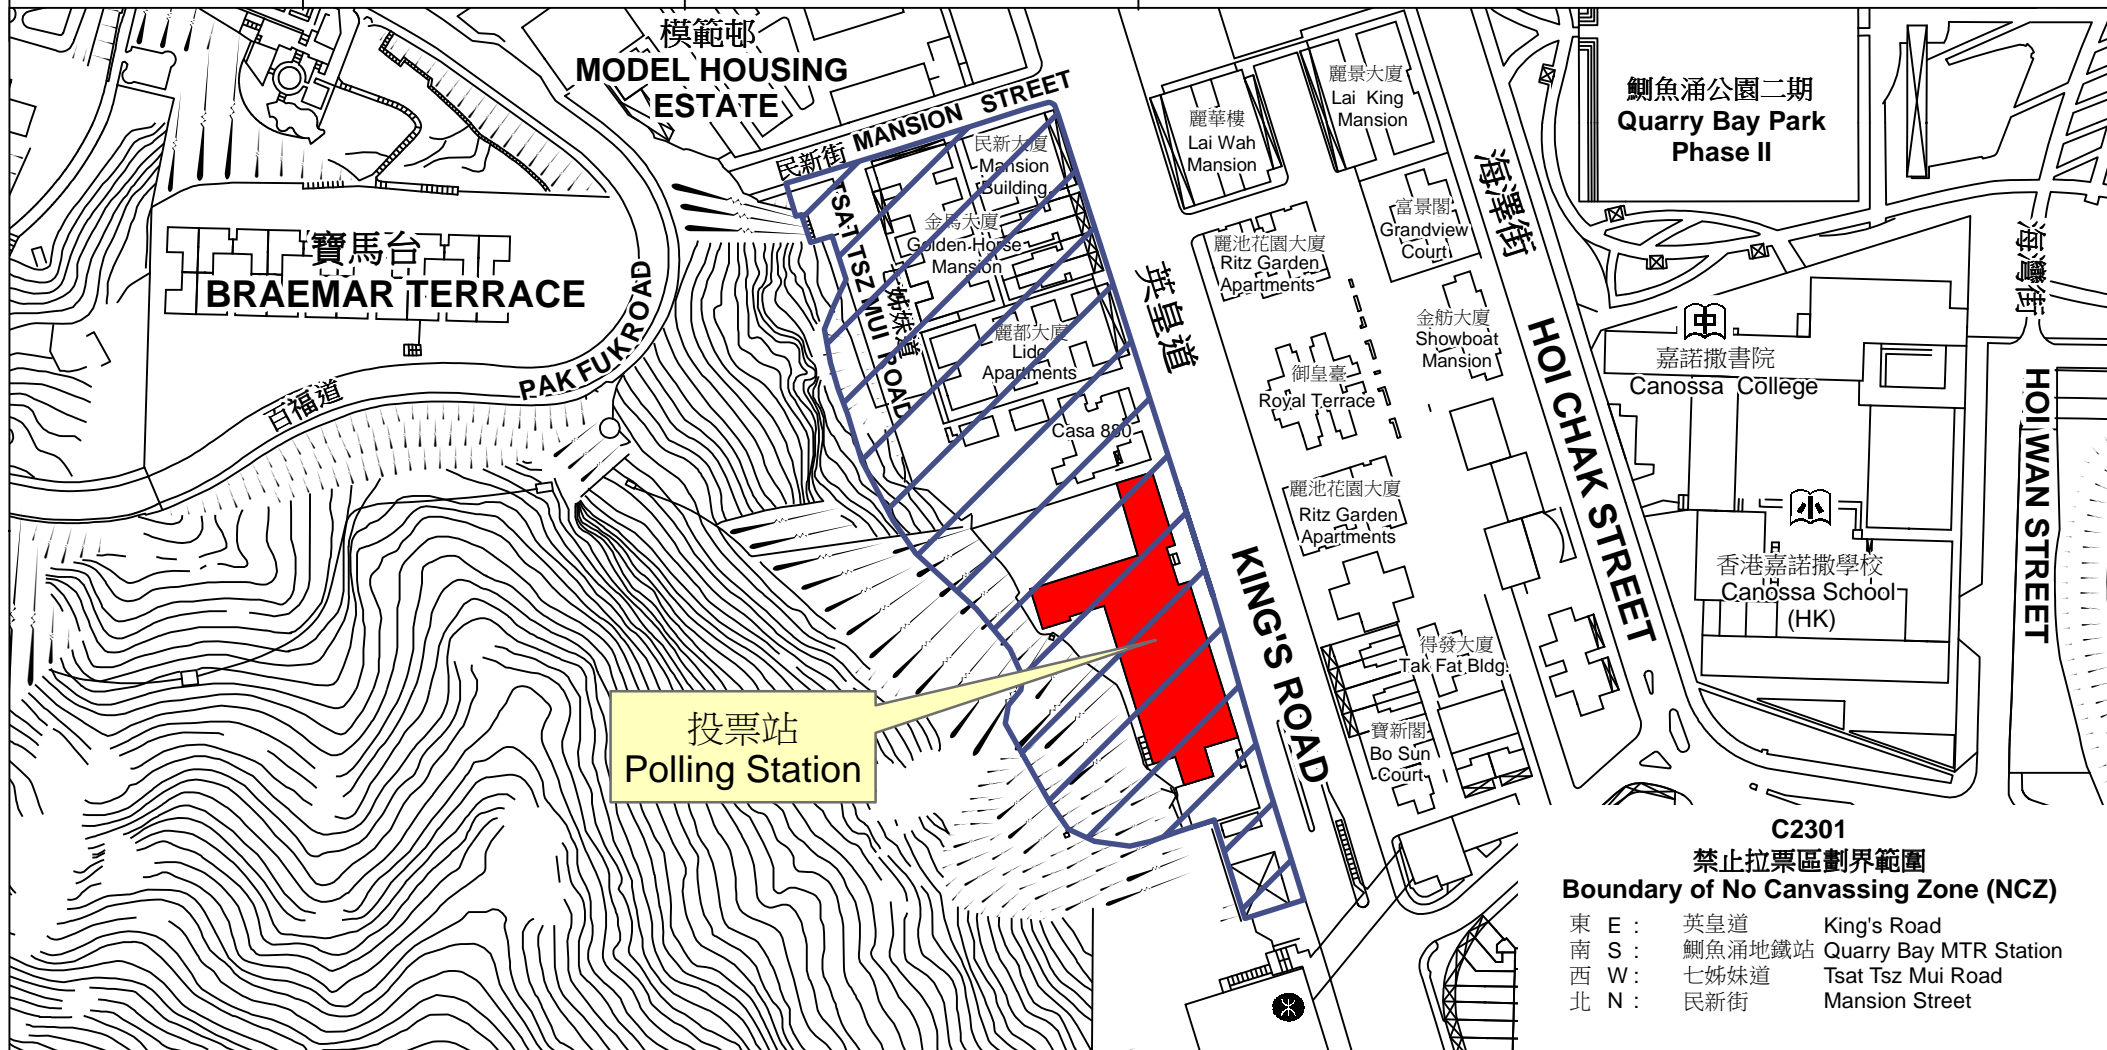 模範邨
MODEL HOUSING
ESTATE
民新街 MANSION STREET
民新大廈
Mansion
Building
金馬大廈
Golden Horse
Mansion
七姊妹道
TSAT TSZ MUI ROAD
麗都大廈
Lido
Apartments
Casa 880
寶馬台
BRAEMAR TERRACE
百福道
PAK FUK ROAD
麗華樓
Lai Wah
Mansion
麗景大廈
Lai King
Mansion
富景閣
Grandview
Court
麗池花園大廈
Ritz Garden
Apartments
金舫大廈
Showboat
Mansion
御皇臺
Royal Terrace
麗池花園大廈
Ritz Garden
Apartments
得發大廈
Tak Fat Bldg.
寶新閣
Bo Sun
Court
英皇道
KING'S ROAD
海澤街
HOI CHAK STREET
鰂魚涌公園二期
Quarry Bay Park
Phase II
海灣街
HOI WAN STREET
中
嘉諾撒書院
Canossa College
小
香港嘉諾撒學校
Canossa School
(HK)
投票站
Polling Station
C2301
禁止拉票區劃界範圍
Boundary of No Canvassing Zone (NCZ)
東 E : 英皇道 King's Road
南 S : 鰂魚涌地鐵站 Quarry Bay MTR Station
西 W : 七姊妹道 Tsat Tsz Mui Road
北 N : 民新街 Mansion Street